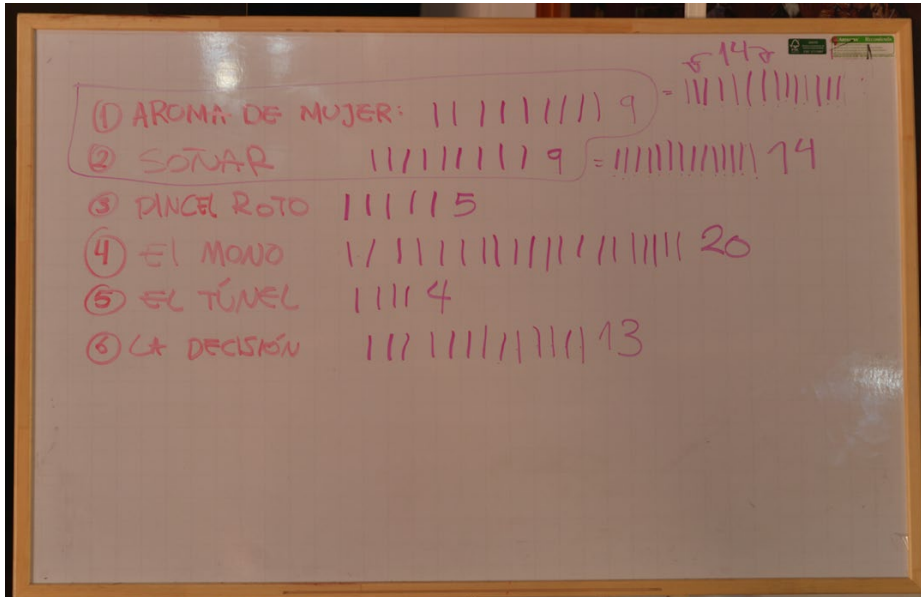 14
① AROMA DE MUJER: ||||||||| 9 = ||||||||||||||
② SOÑAR ||||||||| 9 = |||||||||||||| 14
③ PINCEL ROTO |||||| 5
④ El MONO |||||||||||||||||||| 20
⑤ EL TÚNEL |||| 4
⑥ LA DECISIÓN ||||||||||||| 13